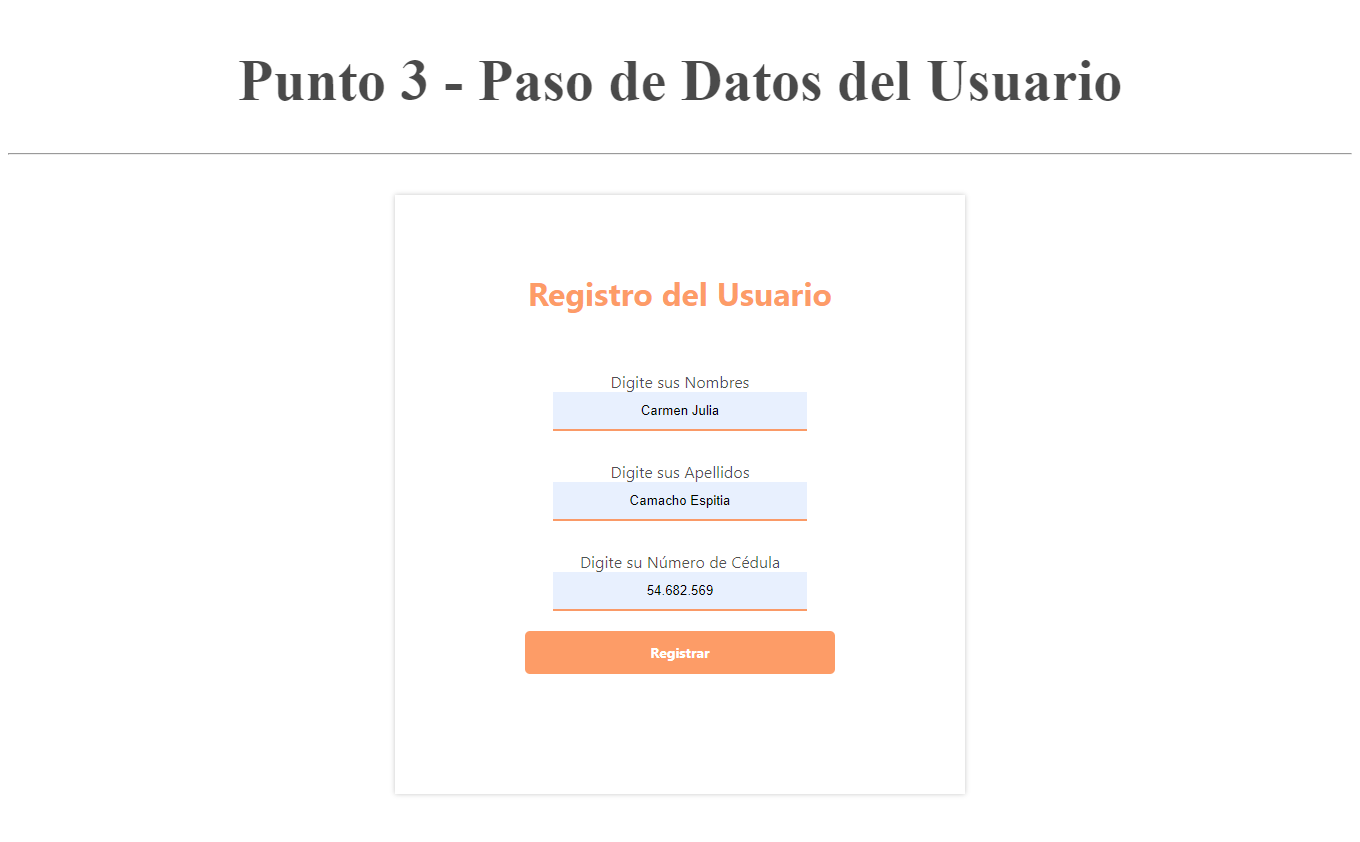 Punto 3 - Paso de Datos del Usuario
Registro del Usuario
Digite sus Nombres
Carmen Julia
Digite sus Apellidos
Camacho Espitia
Digite su Número de Cédula
54.682.569
Registrar